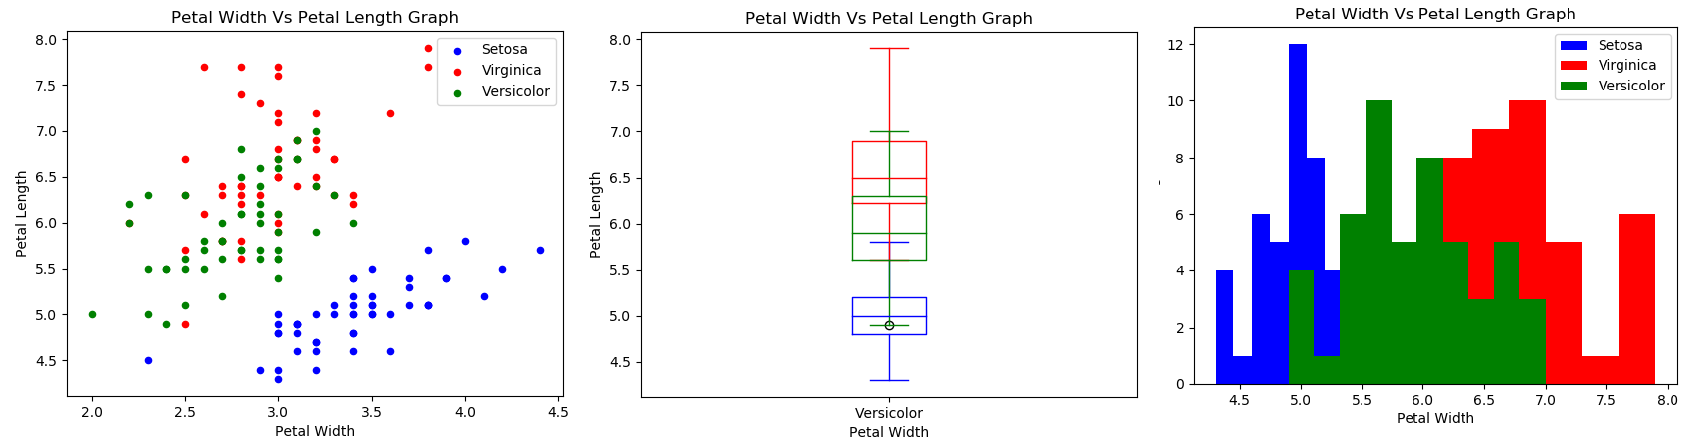 Petal Width Vs Petal Length Graph
8.0
7.5
7.0
6.5
6.0
5.5
5.0
4.5
Petal Length
Setosa
Virginica
Versicolor
2.0 2.5 3.0 3.5 4.0 4.5
Petal Width
Petal Width Vs Petal Length Graph
8.0
7.5
7.0
6.5
6.0
5.5
5.0
4.5
Petal Length
Versicolor
Petal Width
Petal Width Vs Petal Length Graph
12
10
8
6
4
2
0
Setosa
Virginica
Versicolor
4.5 5.0 5.5 6.0 6.5 7.0 7.5 8.0
Petal Width